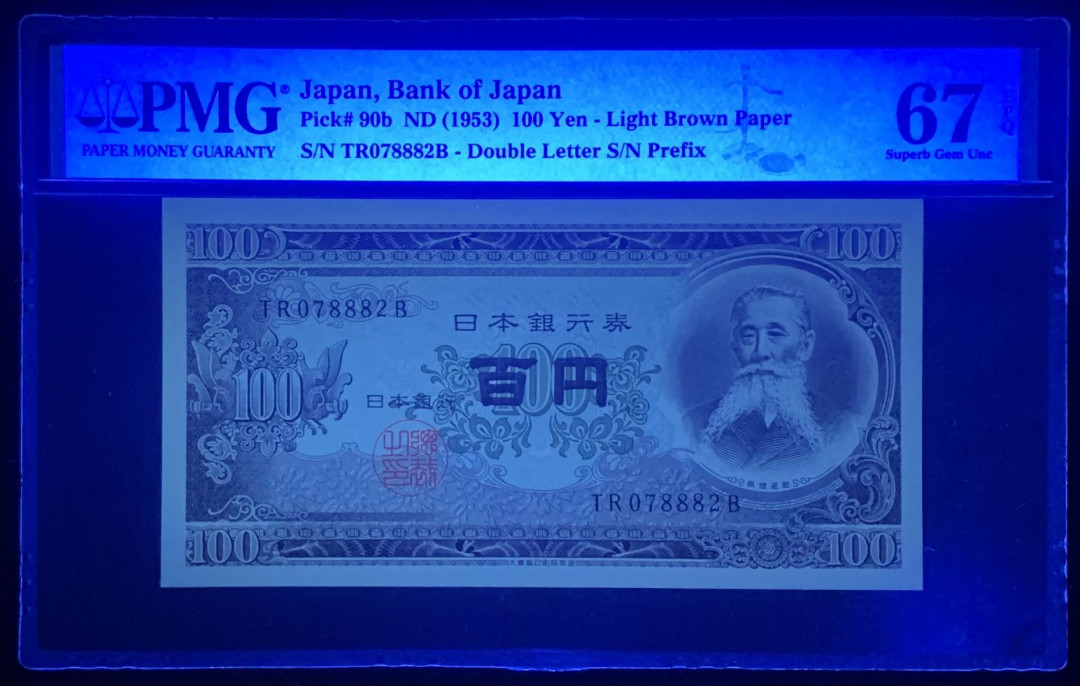 PMG®
PAPER MONEY GUARANTY
Japan, Bank of Japan
Pick# 90b ND (1953) 100 Yen - Light Brown Paper
S/N TR078882B - Double Letter S/N Prefix
67
Superb Gem Unc
100
100
TR078882B
日本銀行券
100
百円
100
日本銀行
TR078882B
100
100